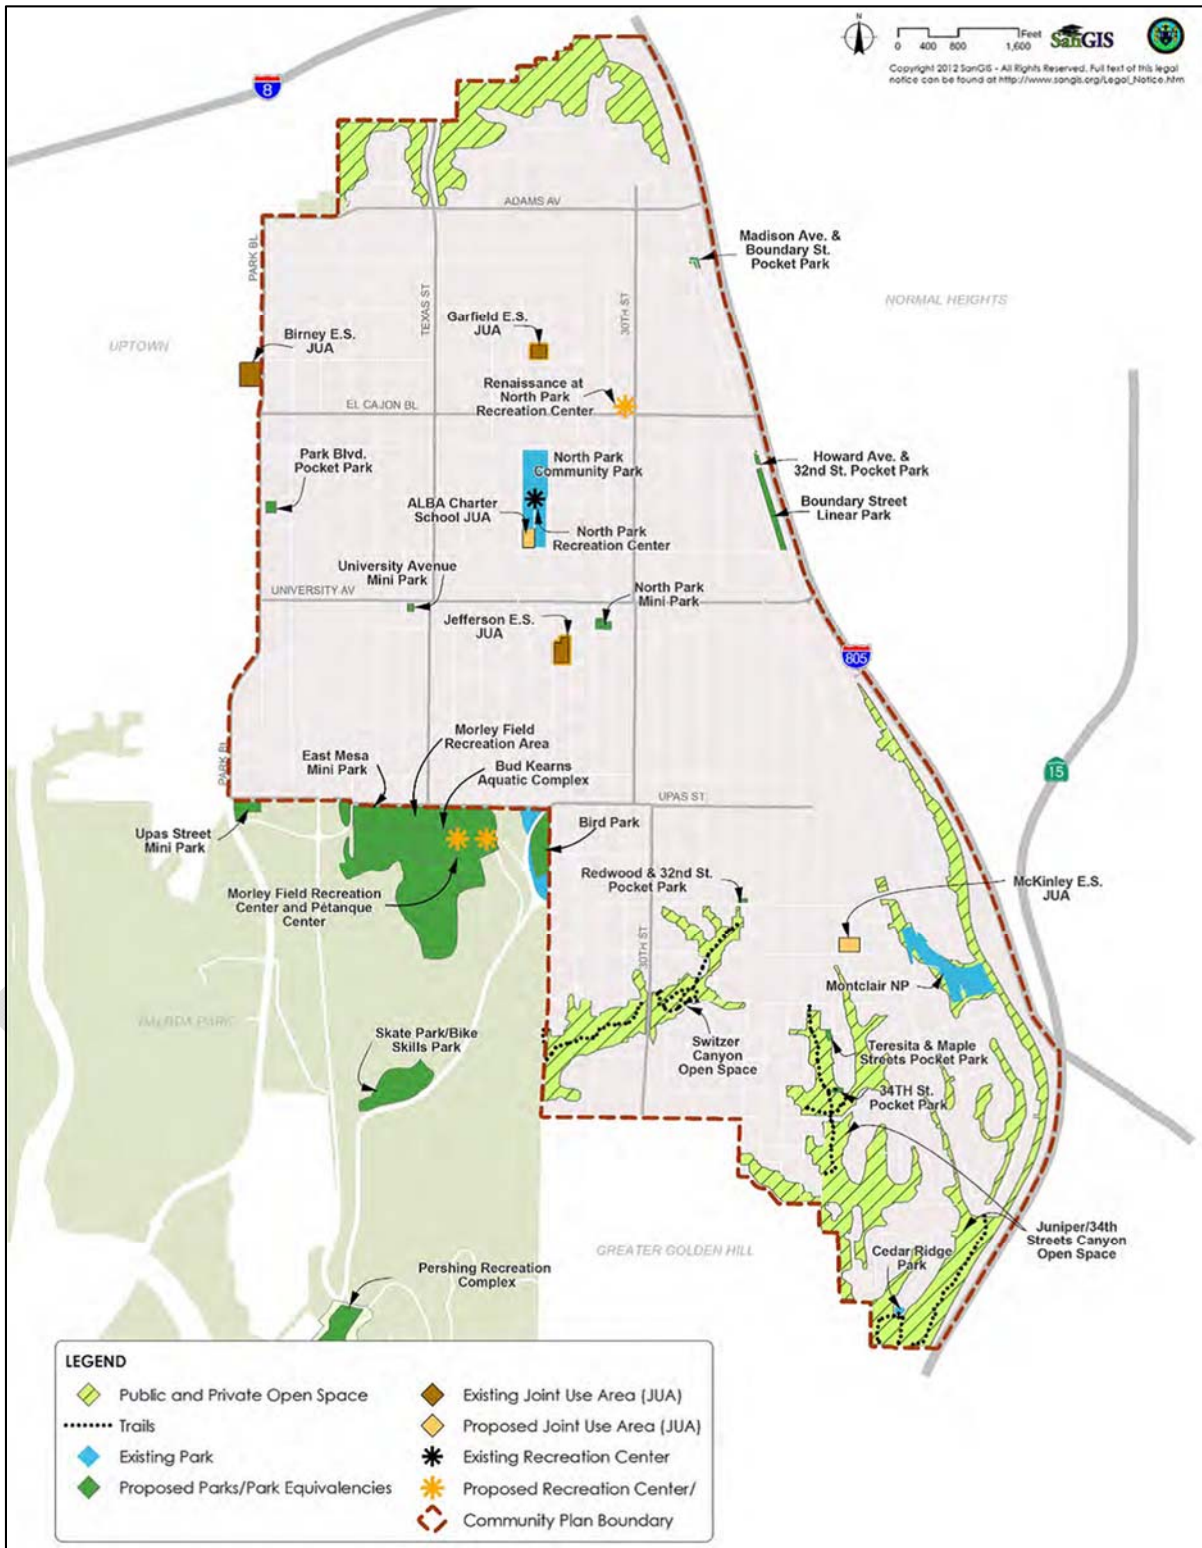 N
0 400 800 1,600
Feet
SanGIS
Copyright 2012 SanGIS - All Rights Reserved. Full text of this legal
notice can be found at http://www.sangis.org/Legal_Notice.htm
8
ADAMS AV
PARK BL
TEXAS ST
30TH ST
Madison Ave. &
Boundary St.
Pocket Park
NORMAL HEIGHTS
UPTOWN
Birney E.S.
JUA
Garfield E.S.
JUA
Renaissance at
North Park
Recreation Center
EL CAJON BL
Park Blvd.
Pocket Park
North Park
Community Park
Howard Ave. &
32nd St. Pocket Park
ALBA Charter
School JUA
Boundary Street
Linear Park
North Park
Recreation Center
University Avenue
Mini Park
UNIVERSITY AV
North Park
Mini Park
Jefferson E.S.
JUA
805
15
PARK BL
Morley Field
Recreation Area
East Mesa
Mini Park
Bud Kearns
Aquatic Complex
UPAS ST
Upas Street
Mini Park
Bird Park
Redwood & 32nd St.
Pocket Park
McKinley E.S.
JUA
Morley Field Recreation
Center and Pétanque
Center
30TH ST
Montclair NP
BALBOA PARK
Skate Park/Bike
Skills Park
Switzer
Canyon
Open Space
Teresita & Maple
Streets Pocket Park
34TH St.
Pocket Park
Juniper/34th
Streets Canyon
Open Space
GREATER GOLDEN HILL
Cedar Ridge
Park
Pershing Recreation
Complex
LEGEND
Public and Private Open Space
Trails
Existing Park
Proposed Parks/Park Equivalencies
Existing Joint Use Area (JUA)
Proposed Joint Use Area (JUA)
Existing Recreation Center
Proposed Recreation Center/
Community Plan Boundary